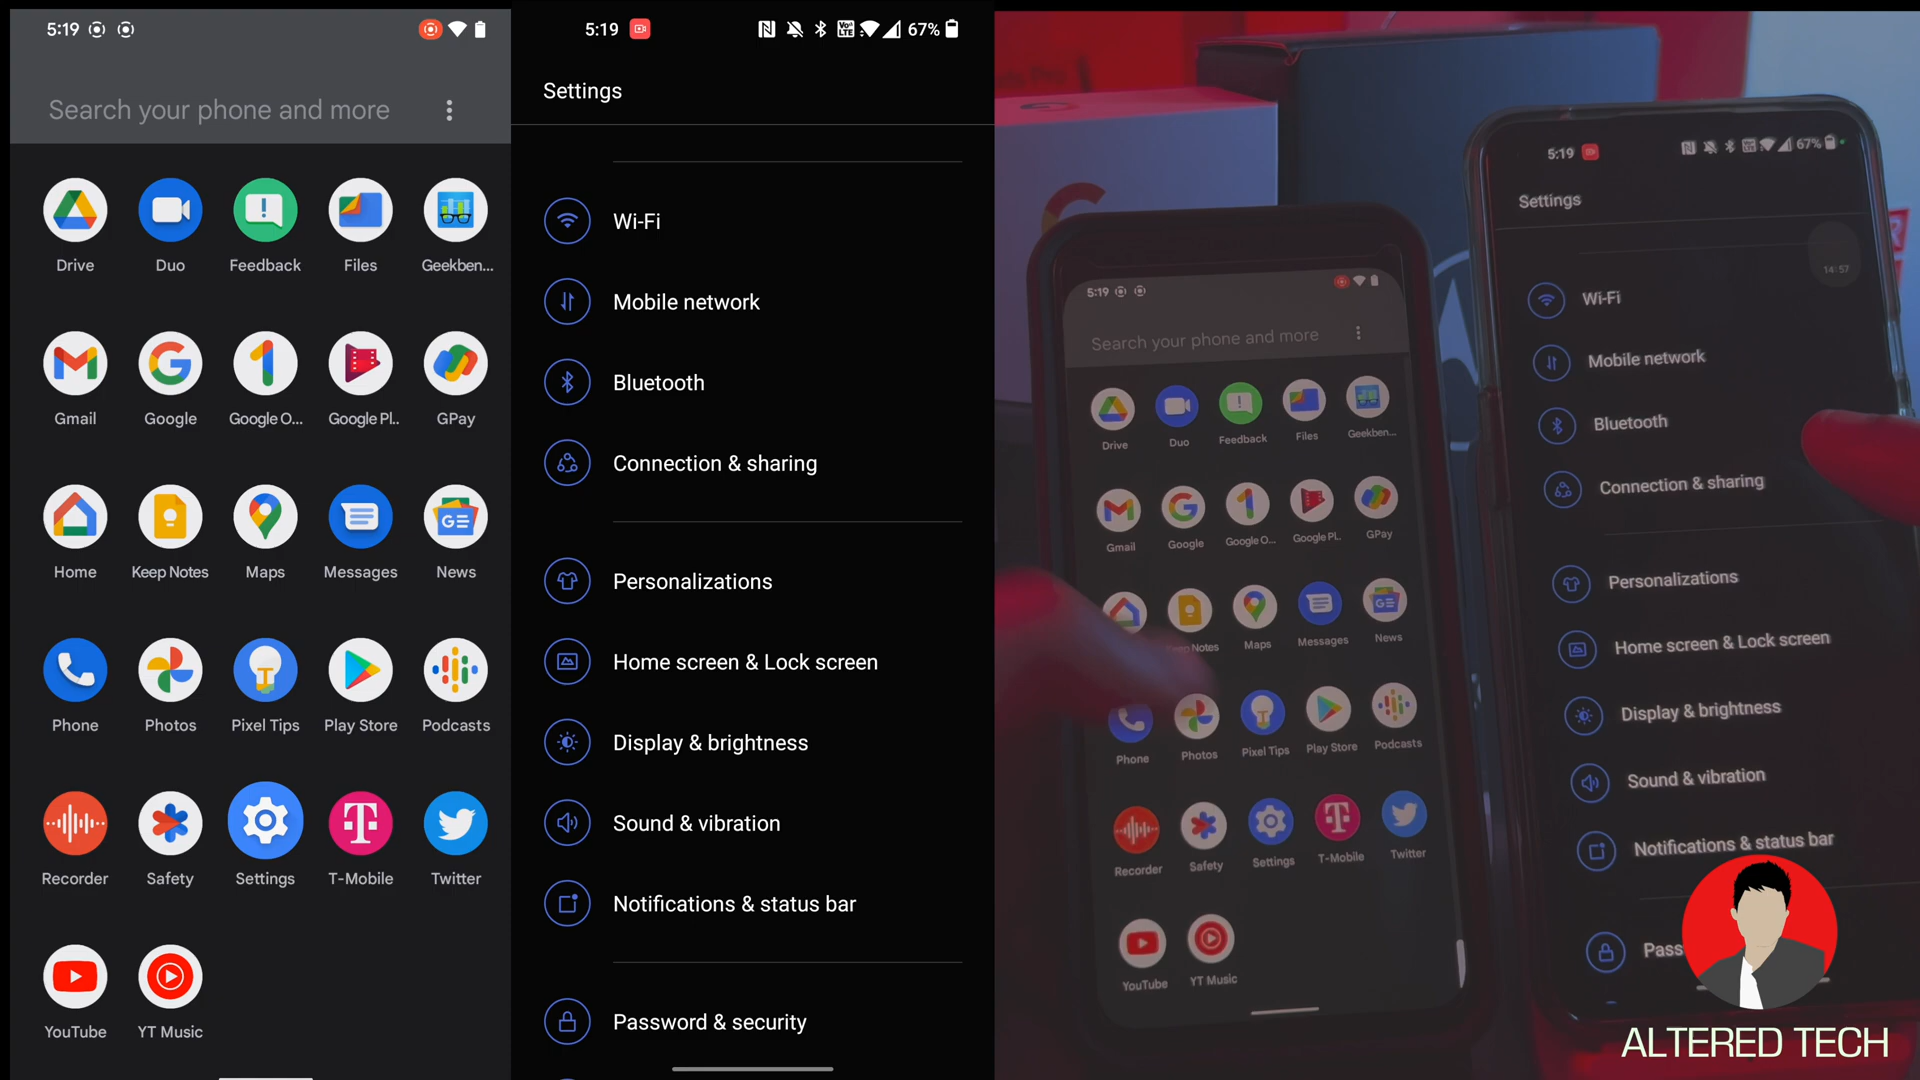 5:19
Search your phone and more
Drive Duo Feedback Files Geekben...
Gmail Google Google O... Google Pl.. GPay
Home Keep Notes Maps Messages News
Phone Photos Pixel Tips Play Store Podcasts
Recorder Safety Settings T-Mobile Twitter
YouTube YT Music
5:19 67%
Settings
Wi-Fi
Mobile network
Bluetooth
Connection & sharing
Personalizations
Home screen & Lock screen
Display & brightness
Sound & vibration
Notifications & status bar
Password & security
5:19
Search your phone and more
Drive Duo Feedback Files Geekben...
Gmail Google Google O... Google Pl.. GPay
Notes Maps Messages News
Phone Photos Pixel Tips Play Store Podcasts
Recorder Safety Settings T-Mobile Twitter
YouTube YT Music
5:19 67%
Settings
14:57
Wi-Fi
Mobile network
Bluetooth
Connection & sharing
Personalizations
Home screen & Lock screen
Display & brightness
Sound & vibration
Notifications & status bar
Pass
ALTERED TECH